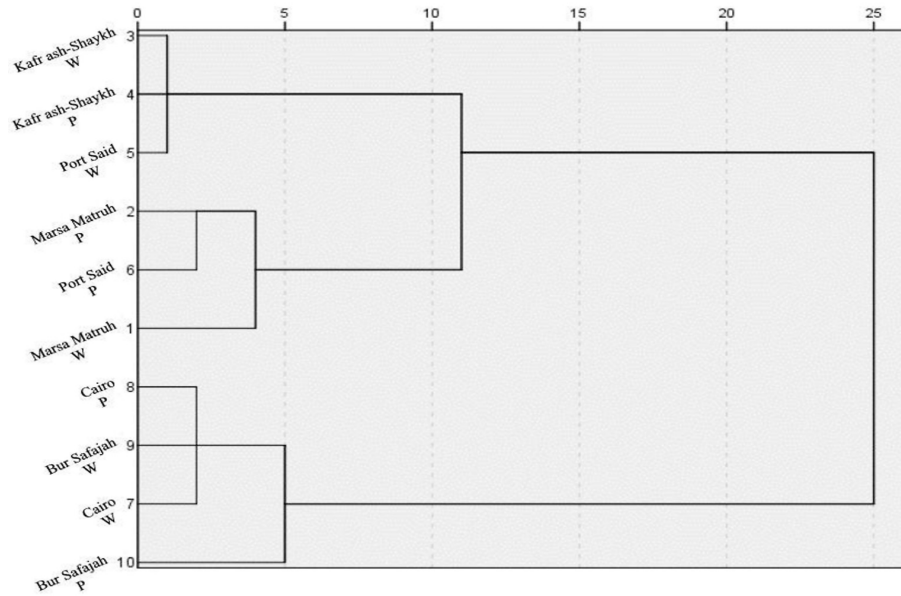 0 5 10 15 20 25
Kafr ash-Shaykh 3
W
Kafr ash-Shaykh 4
P
Port Said 5
W
Marsa Matruh 2
P
Port Said 6
P
Marsa Matruh 1
W
Cairo 8
P
Bur Safajah 9
W
Cairo 7
W
Bur Safajah 10
P